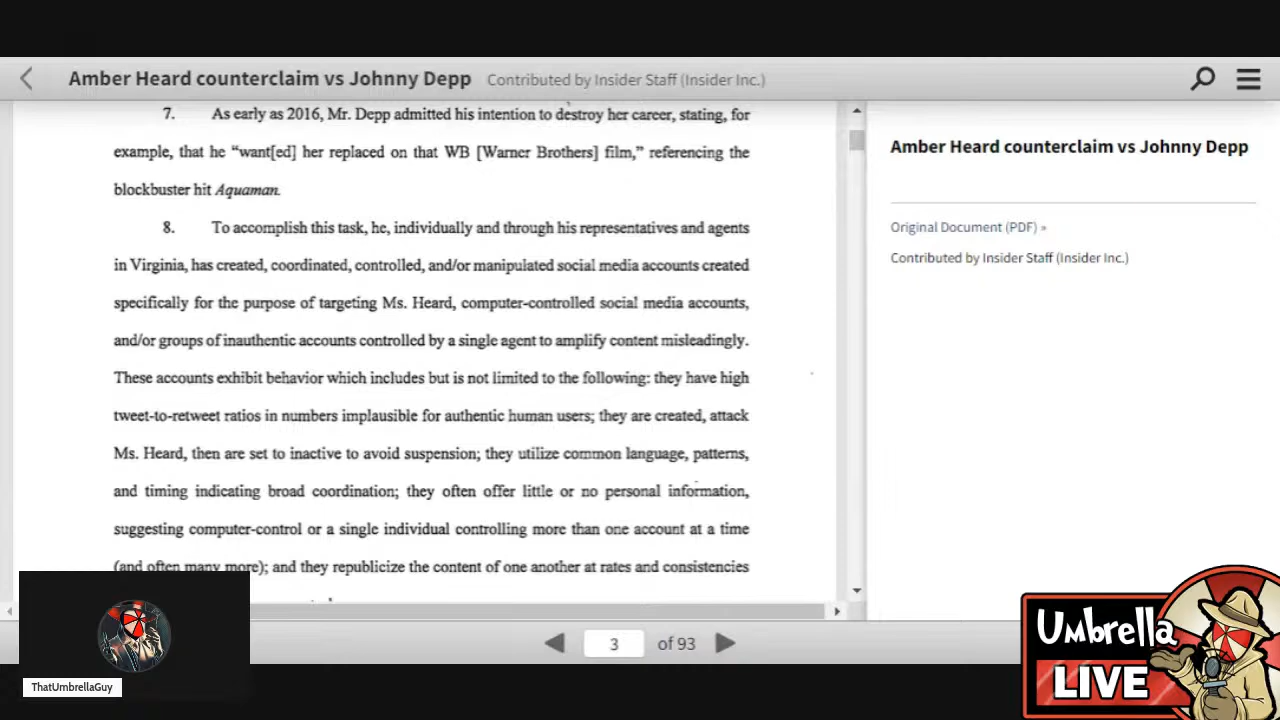 Amber Heard counterclaim vs Johnny Depp Contributed by Insider Staff (Insider Inc.)
7. As early as 2016, Mr. Depp admitted his intention to destroy her career, stating, for
example, that he “want[ed] her replaced on that WB [Warner Brothers] film,” referencing the
blockbuster hit Aquaman.
8. To accomplish this task, he, individually and through his representatives and agents
in Virginia, has created, coordinated, controlled, and/or manipulated social media accounts created
specifically for the purpose of targeting Ms. Heard, computer-controlled social media accounts,
and/or groups of inauthentic accounts controlled by a single agent to amplify content misleadingly.
These accounts exhibit behavior which includes but is not limited to the following: they have high
tweet-to-retweet ratios in numbers implausible for authentic human users; they are created, attack
Ms. Heard, then are set to inactive to avoid suspension; they utilize common language, patterns,
and timing indicating broad coordination; they often offer little or no personal information,
suggesting computer-control or a single individual controlling more than one account at a time
(and often many more); and they republicize the content of one another at rates and consistencies
Amber Heard counterclaim vs Johnny Depp
Original Document (PDF) »
Contributed by Insider Staff (Insider Inc.)
3 of 93
ThatUmbrellaGuy
Umbrella
LIVE